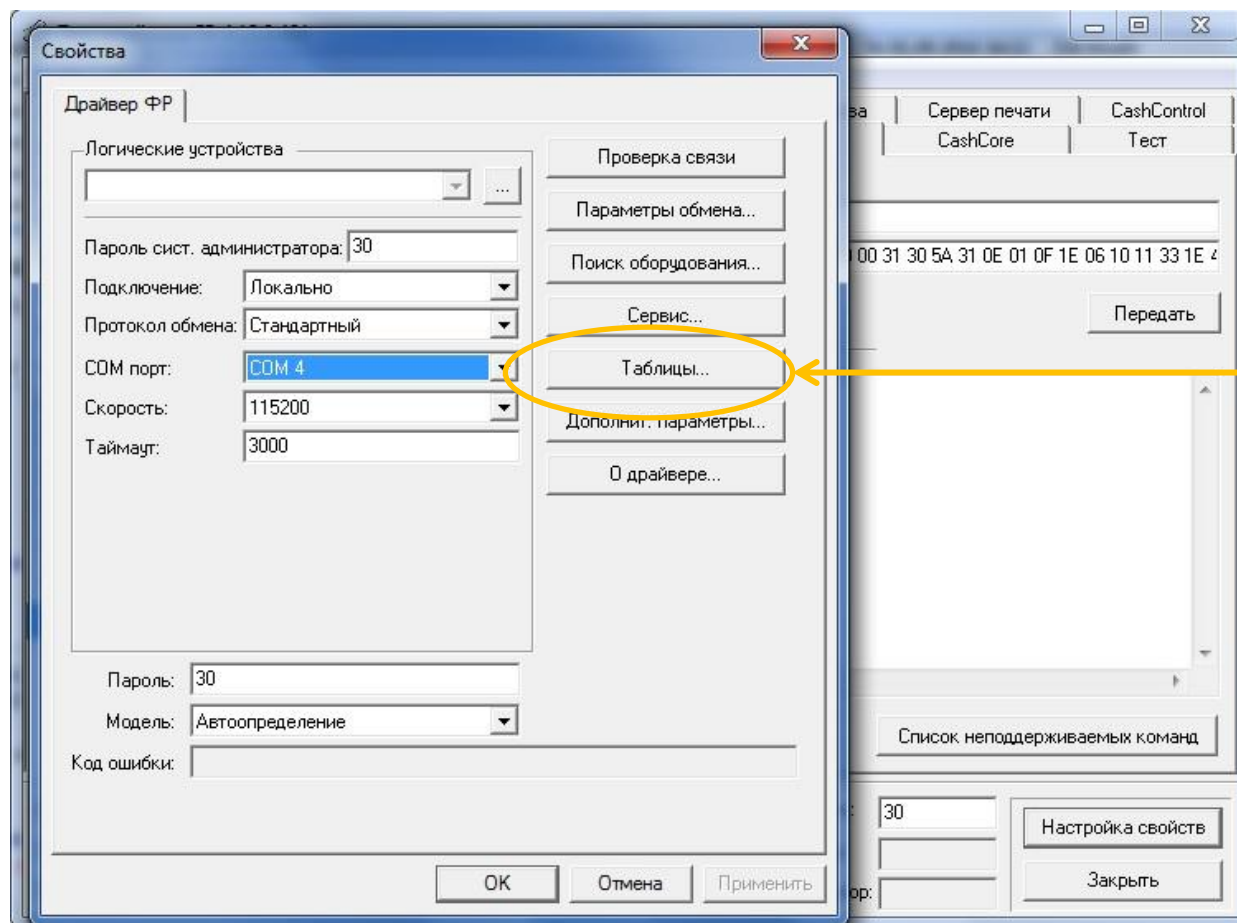 Свойства
Драйвер ФР
Логические устройства
...
Пароль сист. администратора: 30
Подключение: Локально
Протокол обмена: Стандартный
COM порт: COM 4
Скорость: 115200
Таймаут: 3000
Проверка связи
Параметры обмена...
Поиск оборудования...
Сервис...
Таблицы...
Дополнит. параметры...
О драйвере...
Пароль: 30
Модель: Автоопределение
Код ошибки:
OK
Отмена
Применить
ва
Сервер печати
CashControl
CashCore
Тест
00 31 30 5A 31 0E 01 0F 1E 06 10 11 33 1E 4
Передать
Список неподдерживаемых команд
30
Настройка свойств
ор:
Закрыть